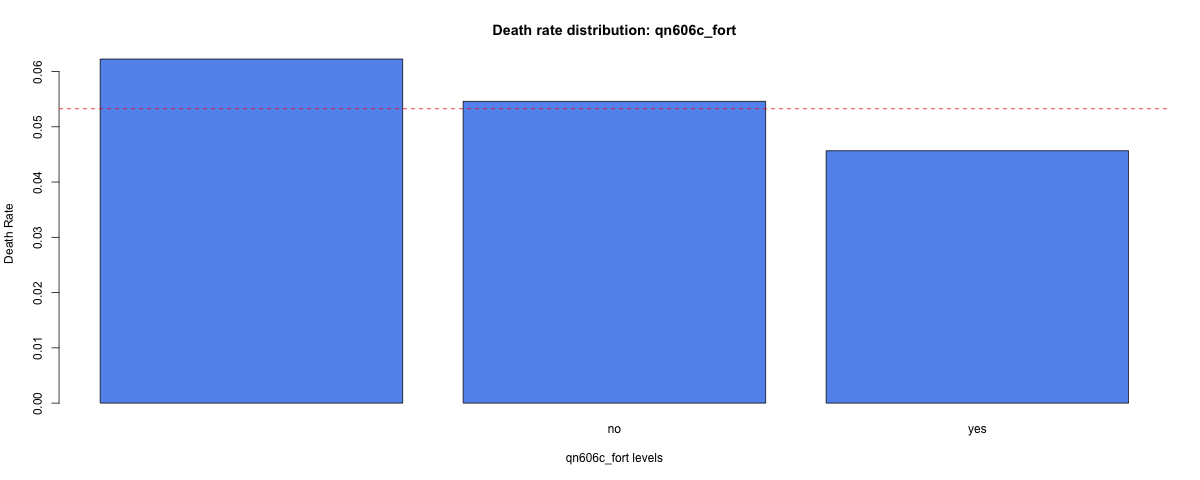 Death rate distribution: qn606c_fort
Death Rate
0.06
0.05
0.04
0.03
0.02
0.01
0.00
no
yes
qn606c_fort levels